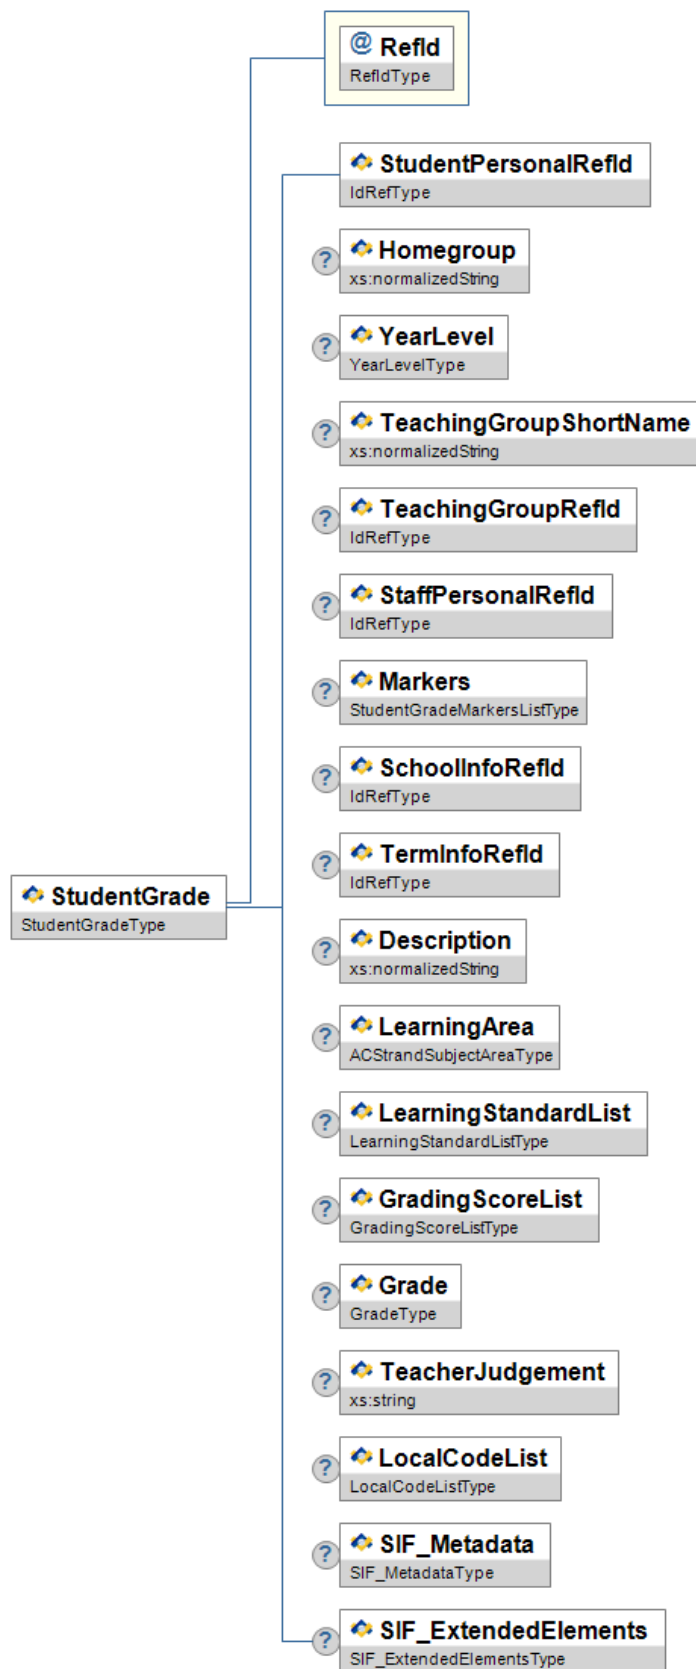 @ RefId
RefIdType
StudentPersonalRefId
IdRefType
? Homegroup
xs:normalizedString
? YearLevel
YearLevelType
? TeachingGroupShortName
xs:normalizedString
? TeachingGroupRefId
IdRefType
? StaffPersonalRefId
IdRefType
? Markers
StudentGradeMarkersListType
? SchoolInfoRefId
IdRefType
? TermInfoRefId
IdRefType
StudentGrade
StudentGradeType
? Description
xs:normalizedString
? LearningArea
ACStrandSubjectAreaType
? LearningStandardList
LearningStandardListType
? GradingScoreList
GradingScoreListType
? Grade
GradeType
? TeacherJudgement
xs:string
? LocalCodeList
LocalCodeListType
? SIF_Metadata
SIF_MetadataType
? SIF_ExtendedElements
SIF_ExtendedElementsType